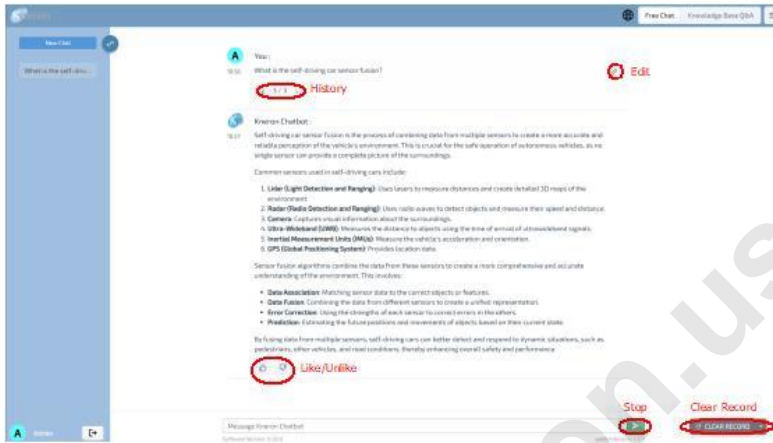 Free Chat
Knowledge Base Q&A
New Chat
What is the self-driv...
A
You :
What is the self-driving car sensor fusion?
Edit
3 / 3
History
Kneron Chatbot :
Self-driving car sensor fusion is the process of combining data from multiple sensors to create a more accurate and
reliable perception of the vehicle's environment. This is crucial for the safe operation of autonomous vehicles, as no
single sensor can provide a complete picture of the surroundings.
Common sensors used in self-driving cars include:
1. Lidar (Light Detection and Ranging): Uses lasers to measure distances and create detailed 3D maps of the
environment.
2. Radar (Radio Detection and Ranging): Uses radio waves to detect objects and measure their speed and distance.
3. Camera: Captures visual information about the surroundings.
4. Ultra-Wideband (UWB): Measures the distance to objects using the time of arrival of ultrawideband signals.
5. Inertial Measurement Units (IMUs): Measure the vehicle's acceleration and orientation.
6. GPS (Global Positioning System): Provides location data.
Sensor fusion algorithms combine the data from these sensors to create a more comprehensive and accurate
understanding of the environment. This involves:
• Data Association: Matching sensor data to the correct objects or features.
• Data Fusion: Combining the data from different sensors to create a unified representation.
• Error Correction: Using the strengths of each sensor to correct errors in the others.
• Prediction: Estimating the future positions and movements of objects based on their current state.
By fusing data from multiple sensors, self-driving cars can better detect and respond to dynamic situations, such as
pedestrians, other vehicles, and road conditions, thereby enhancing overall safety and performance.
Like/Unlike
Stop
Clear Record
A
Message Kneron Chatbot
CLEAR RECORD